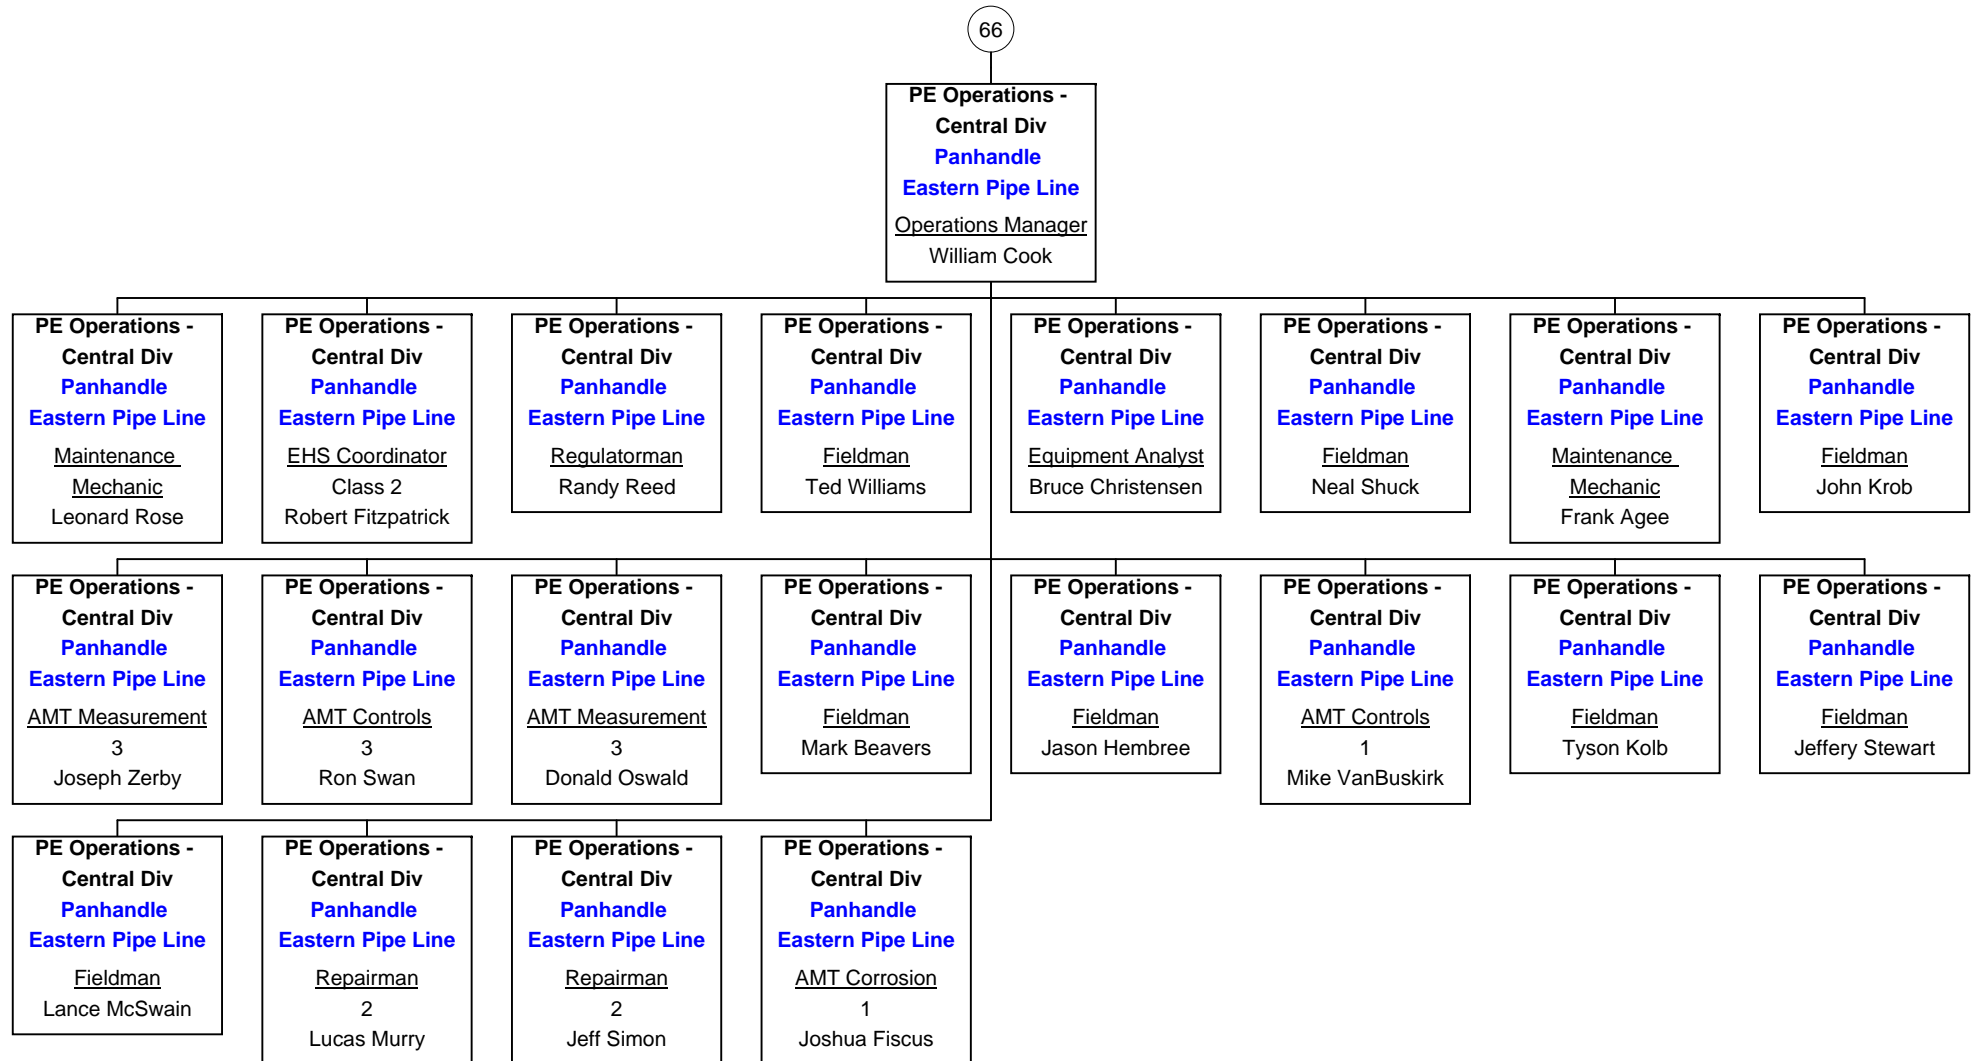 66
PE Operations -
Central Div
Panhandle
Eastern Pipe Line
Operations Manager
William Cook
PE Operations -
Central Div
Panhandle
Eastern Pipe Line
Maintenance
Mechanic
Leonard Rose
PE Operations -
Central Div
Panhandle
Eastern Pipe Line
EHS Coordinator
Class 2
Robert Fitzpatrick
PE Operations -
Central Div
Panhandle
Eastern Pipe Line
Regulatorman
Randy Reed
PE Operations -
Central Div
Panhandle
Eastern Pipe Line
Fieldman
Ted Williams
PE Operations -
Central Div
Panhandle
Eastern Pipe Line
Equipment Analyst
Bruce Christensen
PE Operations -
Central Div
Panhandle
Eastern Pipe Line
Fieldman
Neal Shuck
PE Operations -
Central Div
Panhandle
Eastern Pipe Line
Maintenance
Mechanic
Frank Agee
PE Operations -
Central Div
Panhandle
Eastern Pipe Line
Fieldman
John Krob
PE Operations -
Central Div
Panhandle
Eastern Pipe Line
AMT Measurement
3
Joseph Zerby
PE Operations -
Central Div
Panhandle
Eastern Pipe Line
AMT Controls
3
Ron Swan
PE Operations -
Central Div
Panhandle
Eastern Pipe Line
AMT Measurement
3
Donald Oswald
PE Operations -
Central Div
Panhandle
Eastern Pipe Line
Fieldman
Mark Beavers
PE Operations -
Central Div
Panhandle
Eastern Pipe Line
Fieldman
Jason Hembree
PE Operations -
Central Div
Panhandle
Eastern Pipe Line
AMT Controls
1
Mike VanBuskirk
PE Operations -
Central Div
Panhandle
Eastern Pipe Line
Fieldman
Tyson Kolb
PE Operations -
Central Div
Panhandle
Eastern Pipe Line
Fieldman
Jeffery Stewart
PE Operations -
Central Div
Panhandle
Eastern Pipe Line
Fieldman
Lance McSwain
PE Operations -
Central Div
Panhandle
Eastern Pipe Line
Repairman
2
Lucas Murry
PE Operations -
Central Div
Panhandle
Eastern Pipe Line
Repairman
2
Jeff Simon
PE Operations -
Central Div
Panhandle
Eastern Pipe Line
AMT Corrosion
1
Joshua Fiscus